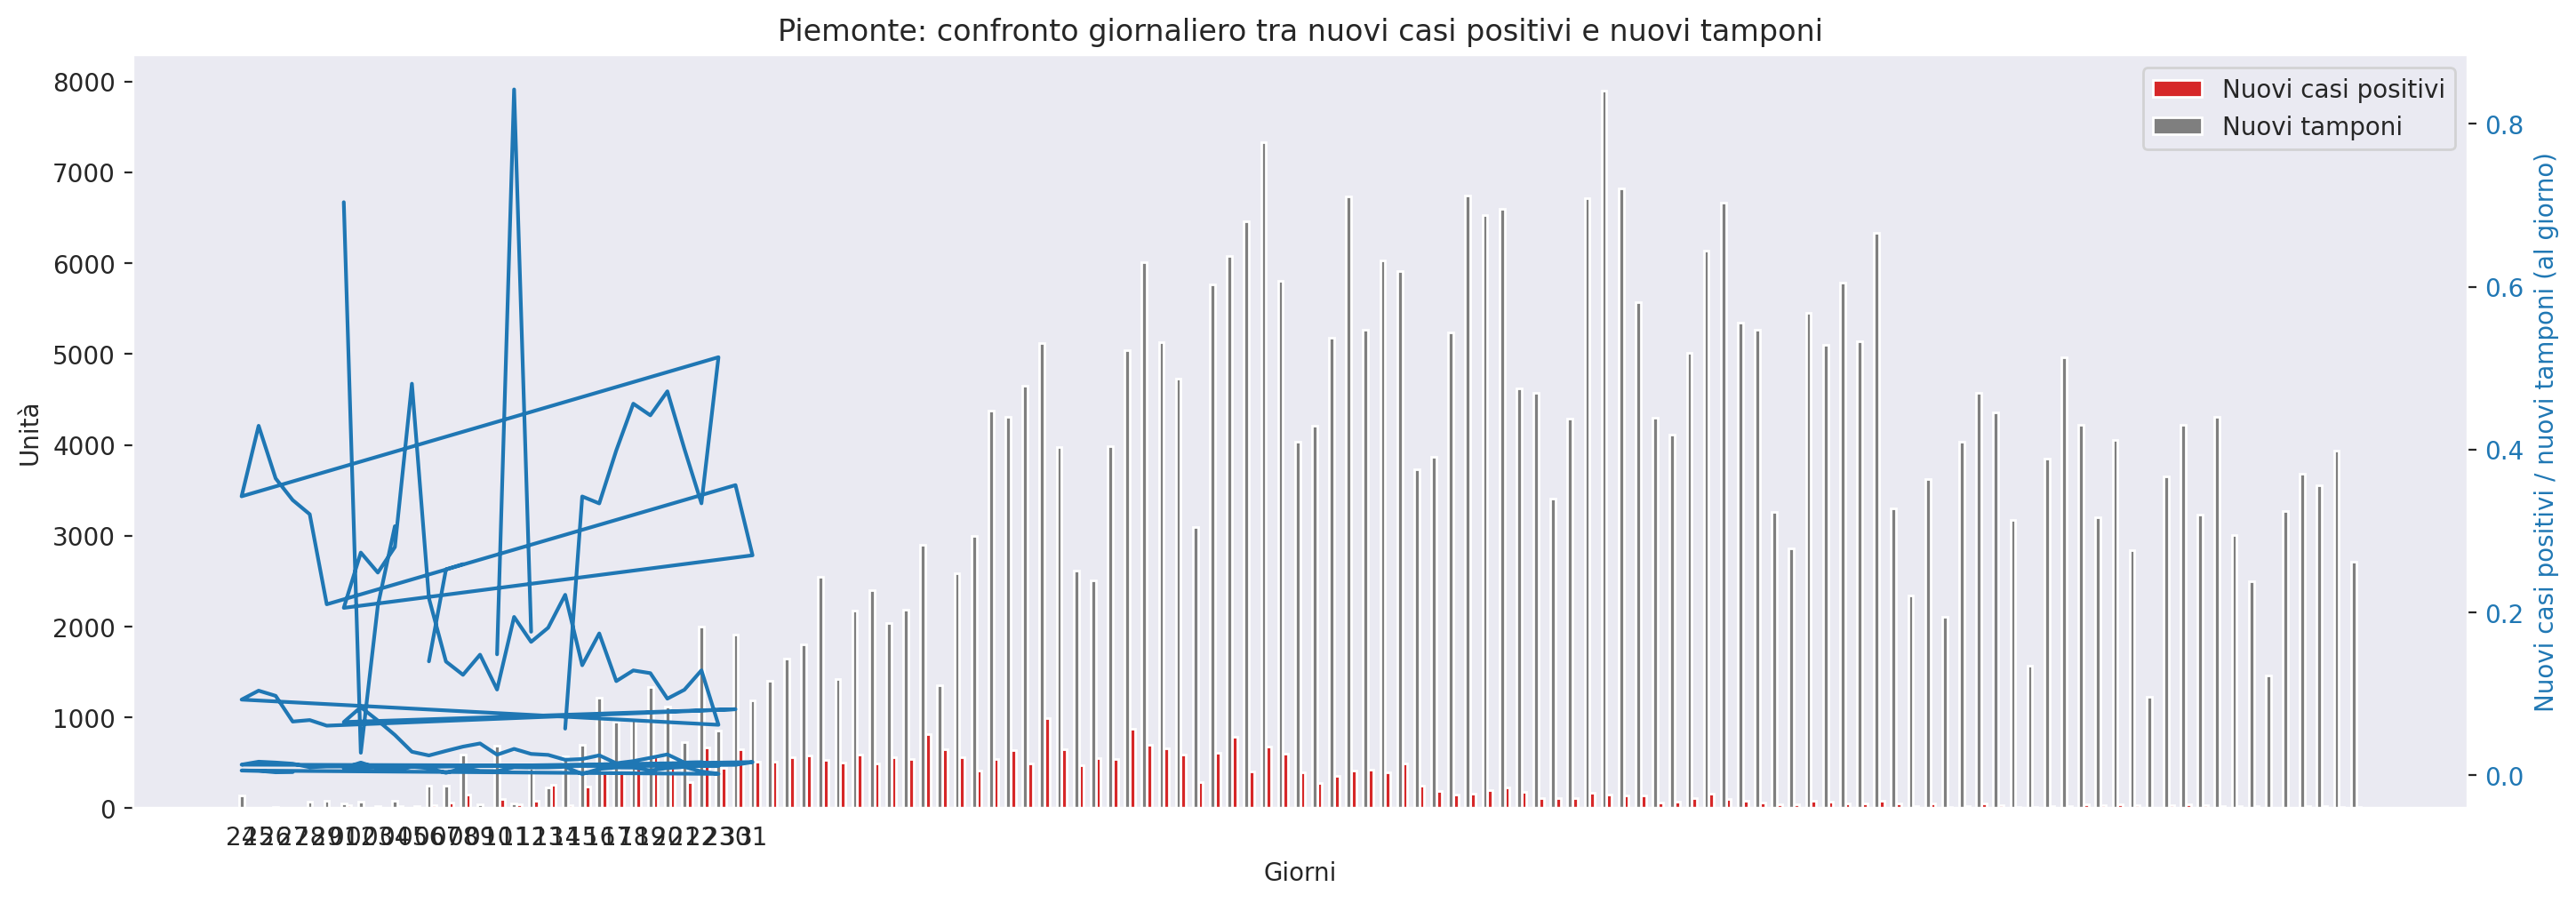 Piemonte: confronto giornaliero tra nuovi casi positivi e nuovi tamponi
Nuovi casi positivi
Nuovi tamponi
Unità
8000
7000
6000
5000
4000
3000
2000
1000
0
0.8
0.6
0.4
0.2
0.0
Nuovi casi positivi / nuovi tamponi (al giorno)
Giorni